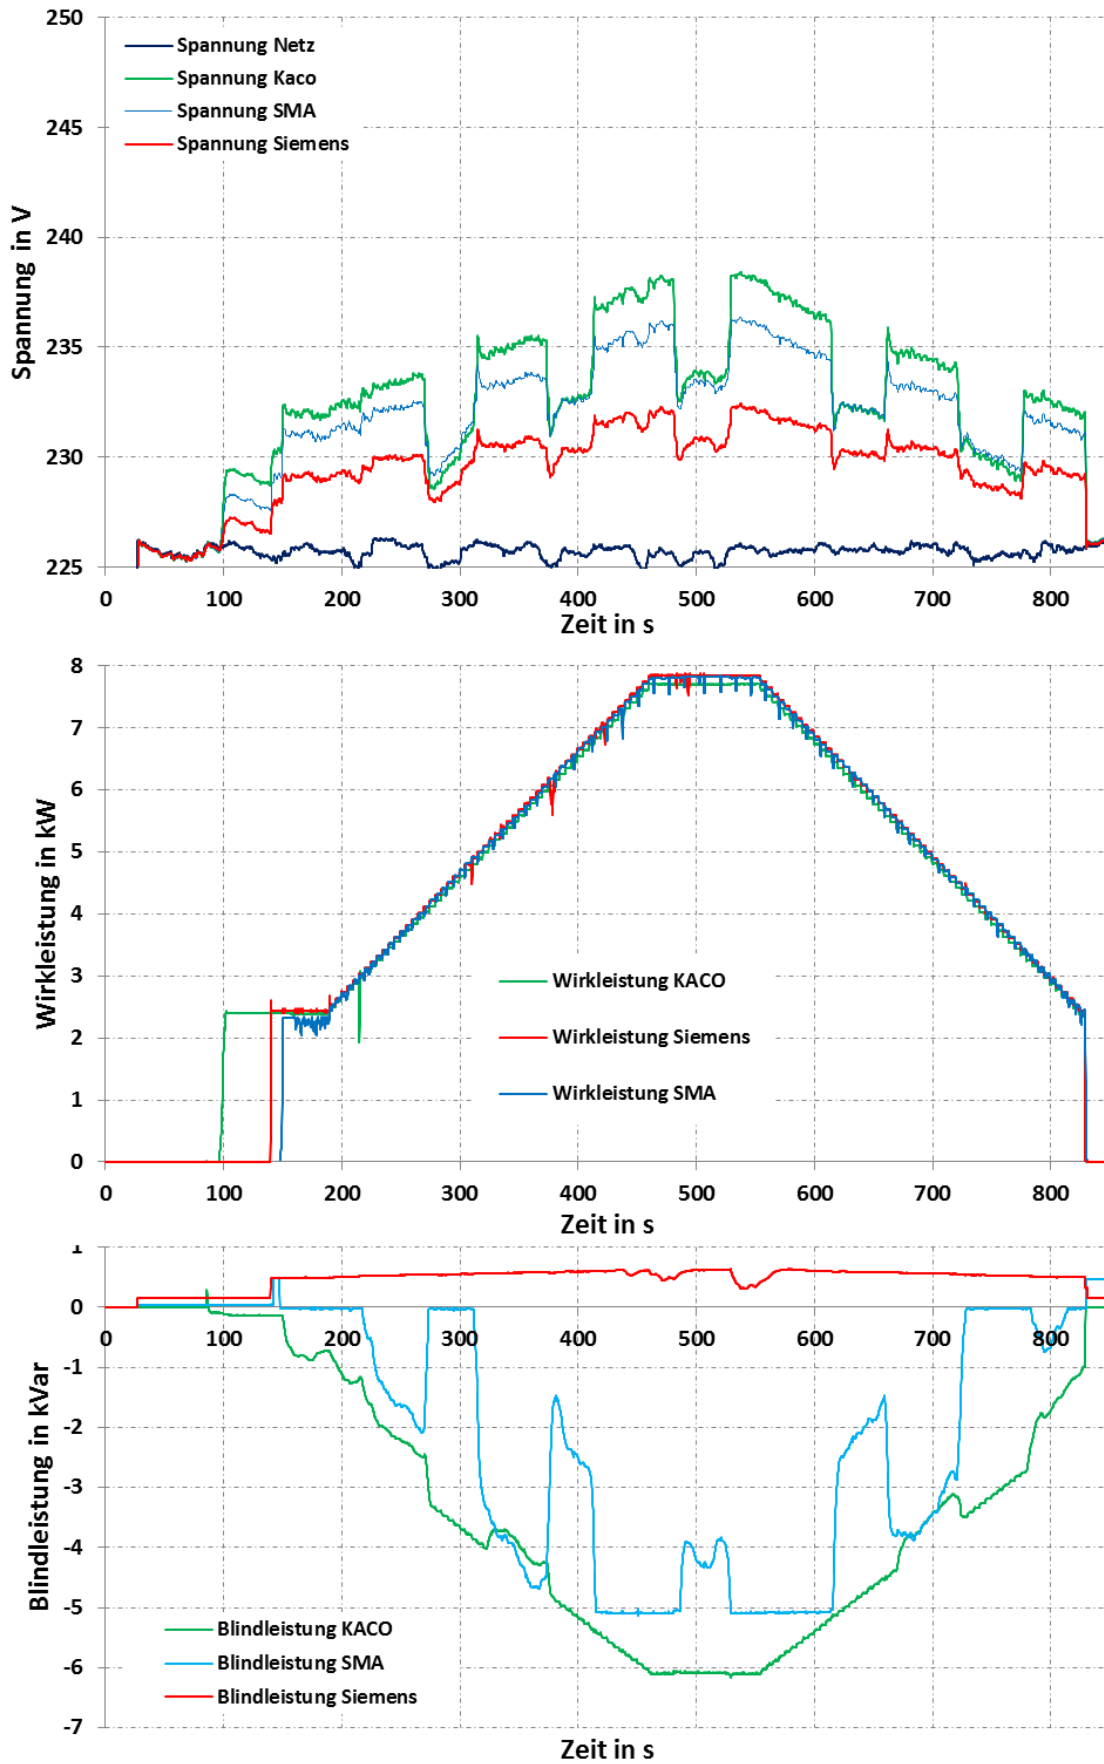 250
Spannung Netz
Spannung Kaco
Spannung SMA
Spannung Siemens
245
240
235
230
225
Spannung in V
0 100 200 300 400 500 600 700 800
Zeit in s
8
7
6
5
4
3
2
1
0
Wirkleistung in kW
Wirkleistung KACO
Wirkleistung Siemens
Wirkleistung SMA
0 100 200 300 400 500 600 700 800
Zeit in s
1
0
-1
-2
-3
-4
-5
-6
-7
Blindleistung in kVar
0 100 200 300 400 500 600 700 800
Blindleistung KACO
Blindleistung SMA
Blindleistung Siemens
Zeit in s